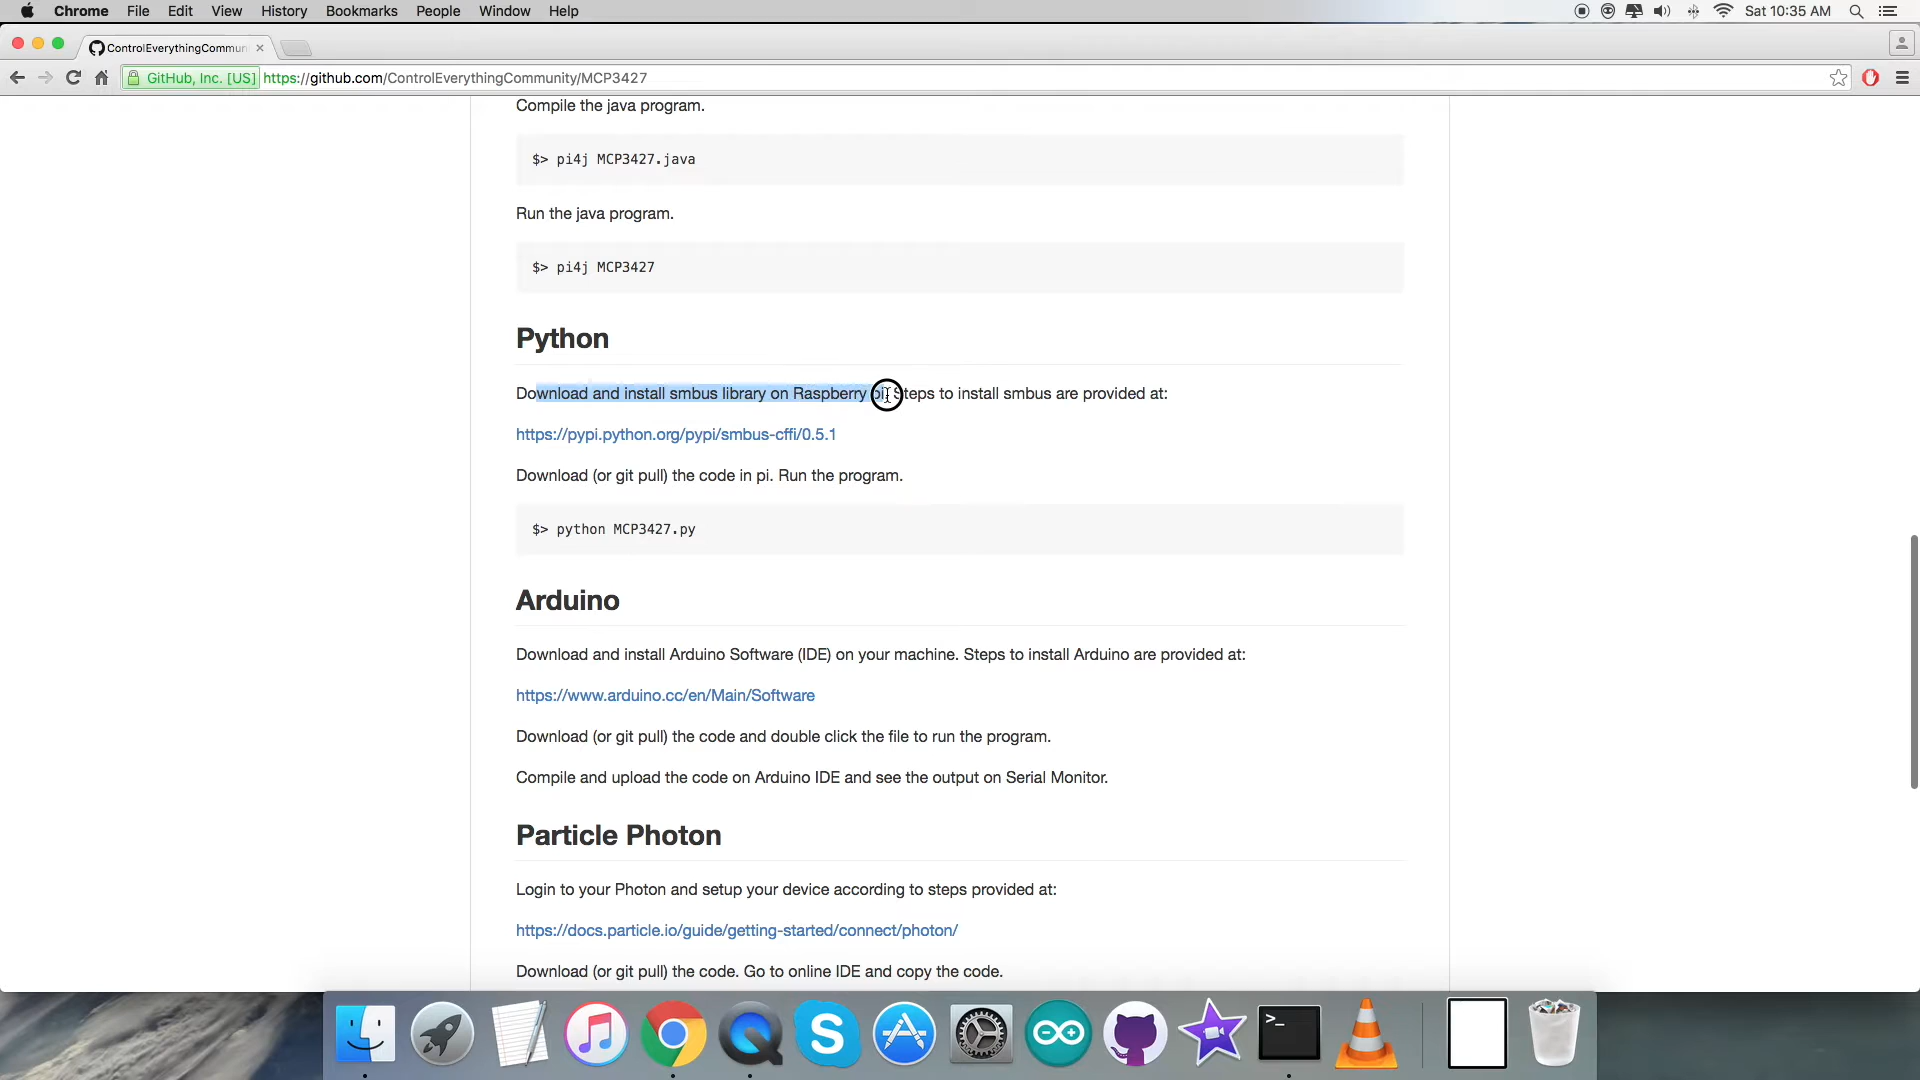 Chrome File Edit View History Bookmarks People Window Help Sat 10:35 AM
ControlEverythingCommun
GitHub, Inc. [US] https://github.com/ControlEverythingCommunity/MCP3427
Compile the java program.
$> pi4j MCP3427.java
Run the java program.
$> pi4j MCP3427
Python
Download and install smbus library on Raspberry pi. Steps to install smbus are provided at:
https://pypi.python.org/pypi/smbus-cffi/0.5.1
Download (or git pull) the code in pi. Run the program.
$> python MCP3427.py
Arduino
Download and install Arduino Software (IDE) on your machine. Steps to install Arduino are provided at:
https://www.arduino.cc/en/Main/Software
Download (or git pull) the code and double click the file to run the program.
Compile and upload the code on Arduino IDE and see the output on Serial Monitor.
Particle Photon
Login to your Photon and setup your device according to steps provided at:
https://docs.particle.io/guide/getting-started/connect/photon/
Download (or git pull) the code. Go to online IDE and copy the code.